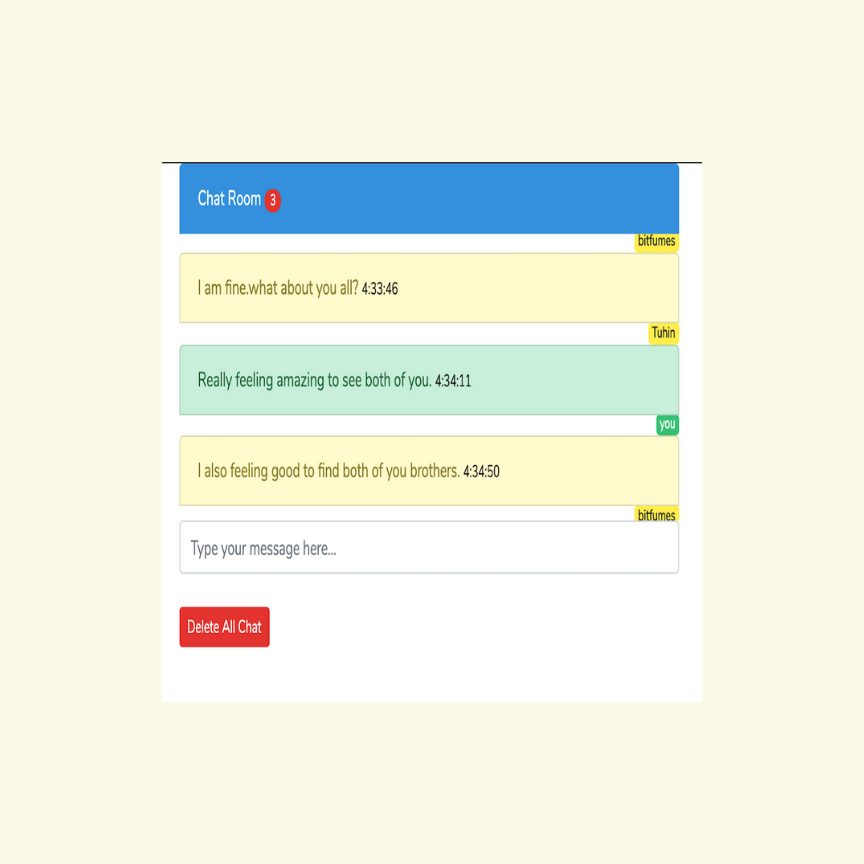 Chat Room 3
bitfumes
I am fine.what about you all? 4:33:46
Tuhin
Really feeling amazing to see both of you. 4:34:11
you
I also feeling good to find both of you brothers. 4:34:50
bitfumes
Type your message here...
Delete All Chat